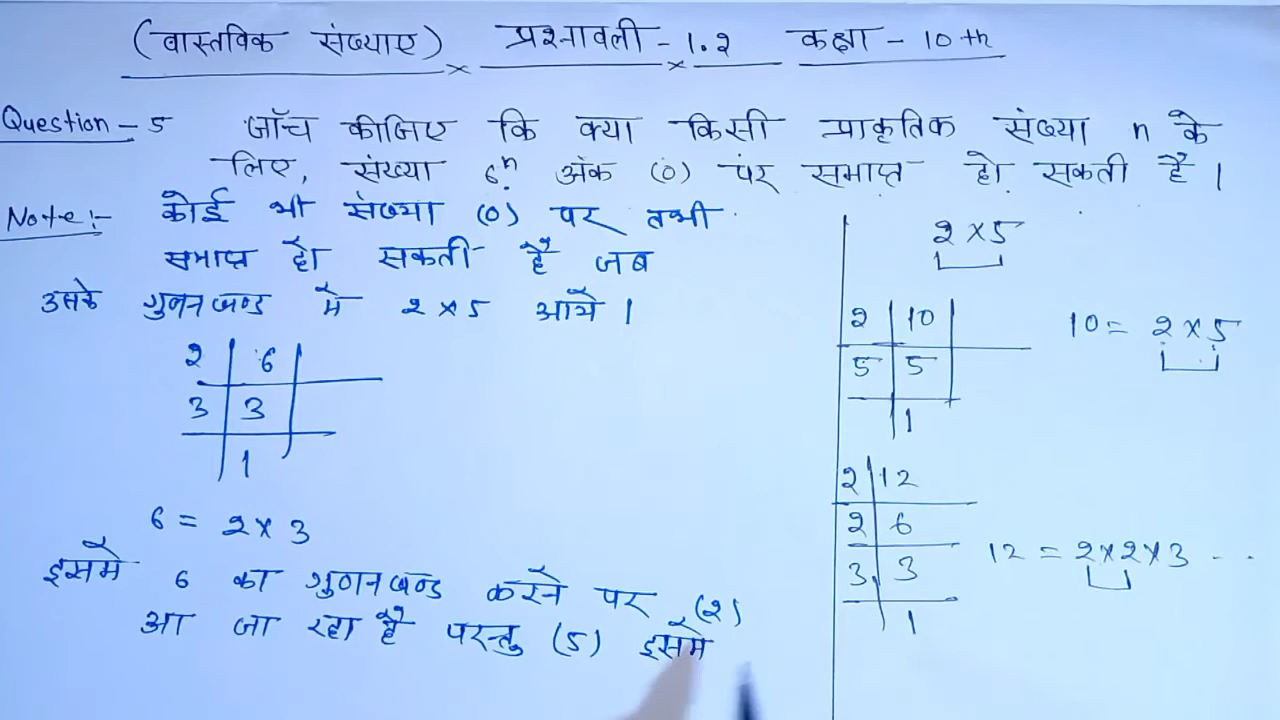 (वास्तविक संख्याए) प्रश्नावली - 1.2 कक्षा - 10th
Question - 5 जाँच कीजिए कि क्या किसी प्राकृतिक संख्या n के
लिए, संख्या 6ⁿ अंक (0) पर समाप्त हो सकती है ।
Note:- कोई भी संख्या (0) पर तभी
समाप्त हो सकती है जब
उसके गुणनखण्ड में 2 × 5 आये ।
2 | 6
3 | 3
1
6 = 2 × 3
इसमें 6 का गुणनखण्ड करने पर (2)
आ जा रहा है परन्तु (5) इसमें
2 × 5
2 | 10
5 | 5
1
10 = 2 × 5
2 | 12
2 | 6
3 | 3
1
12 = 2 × 2 × 3 ...